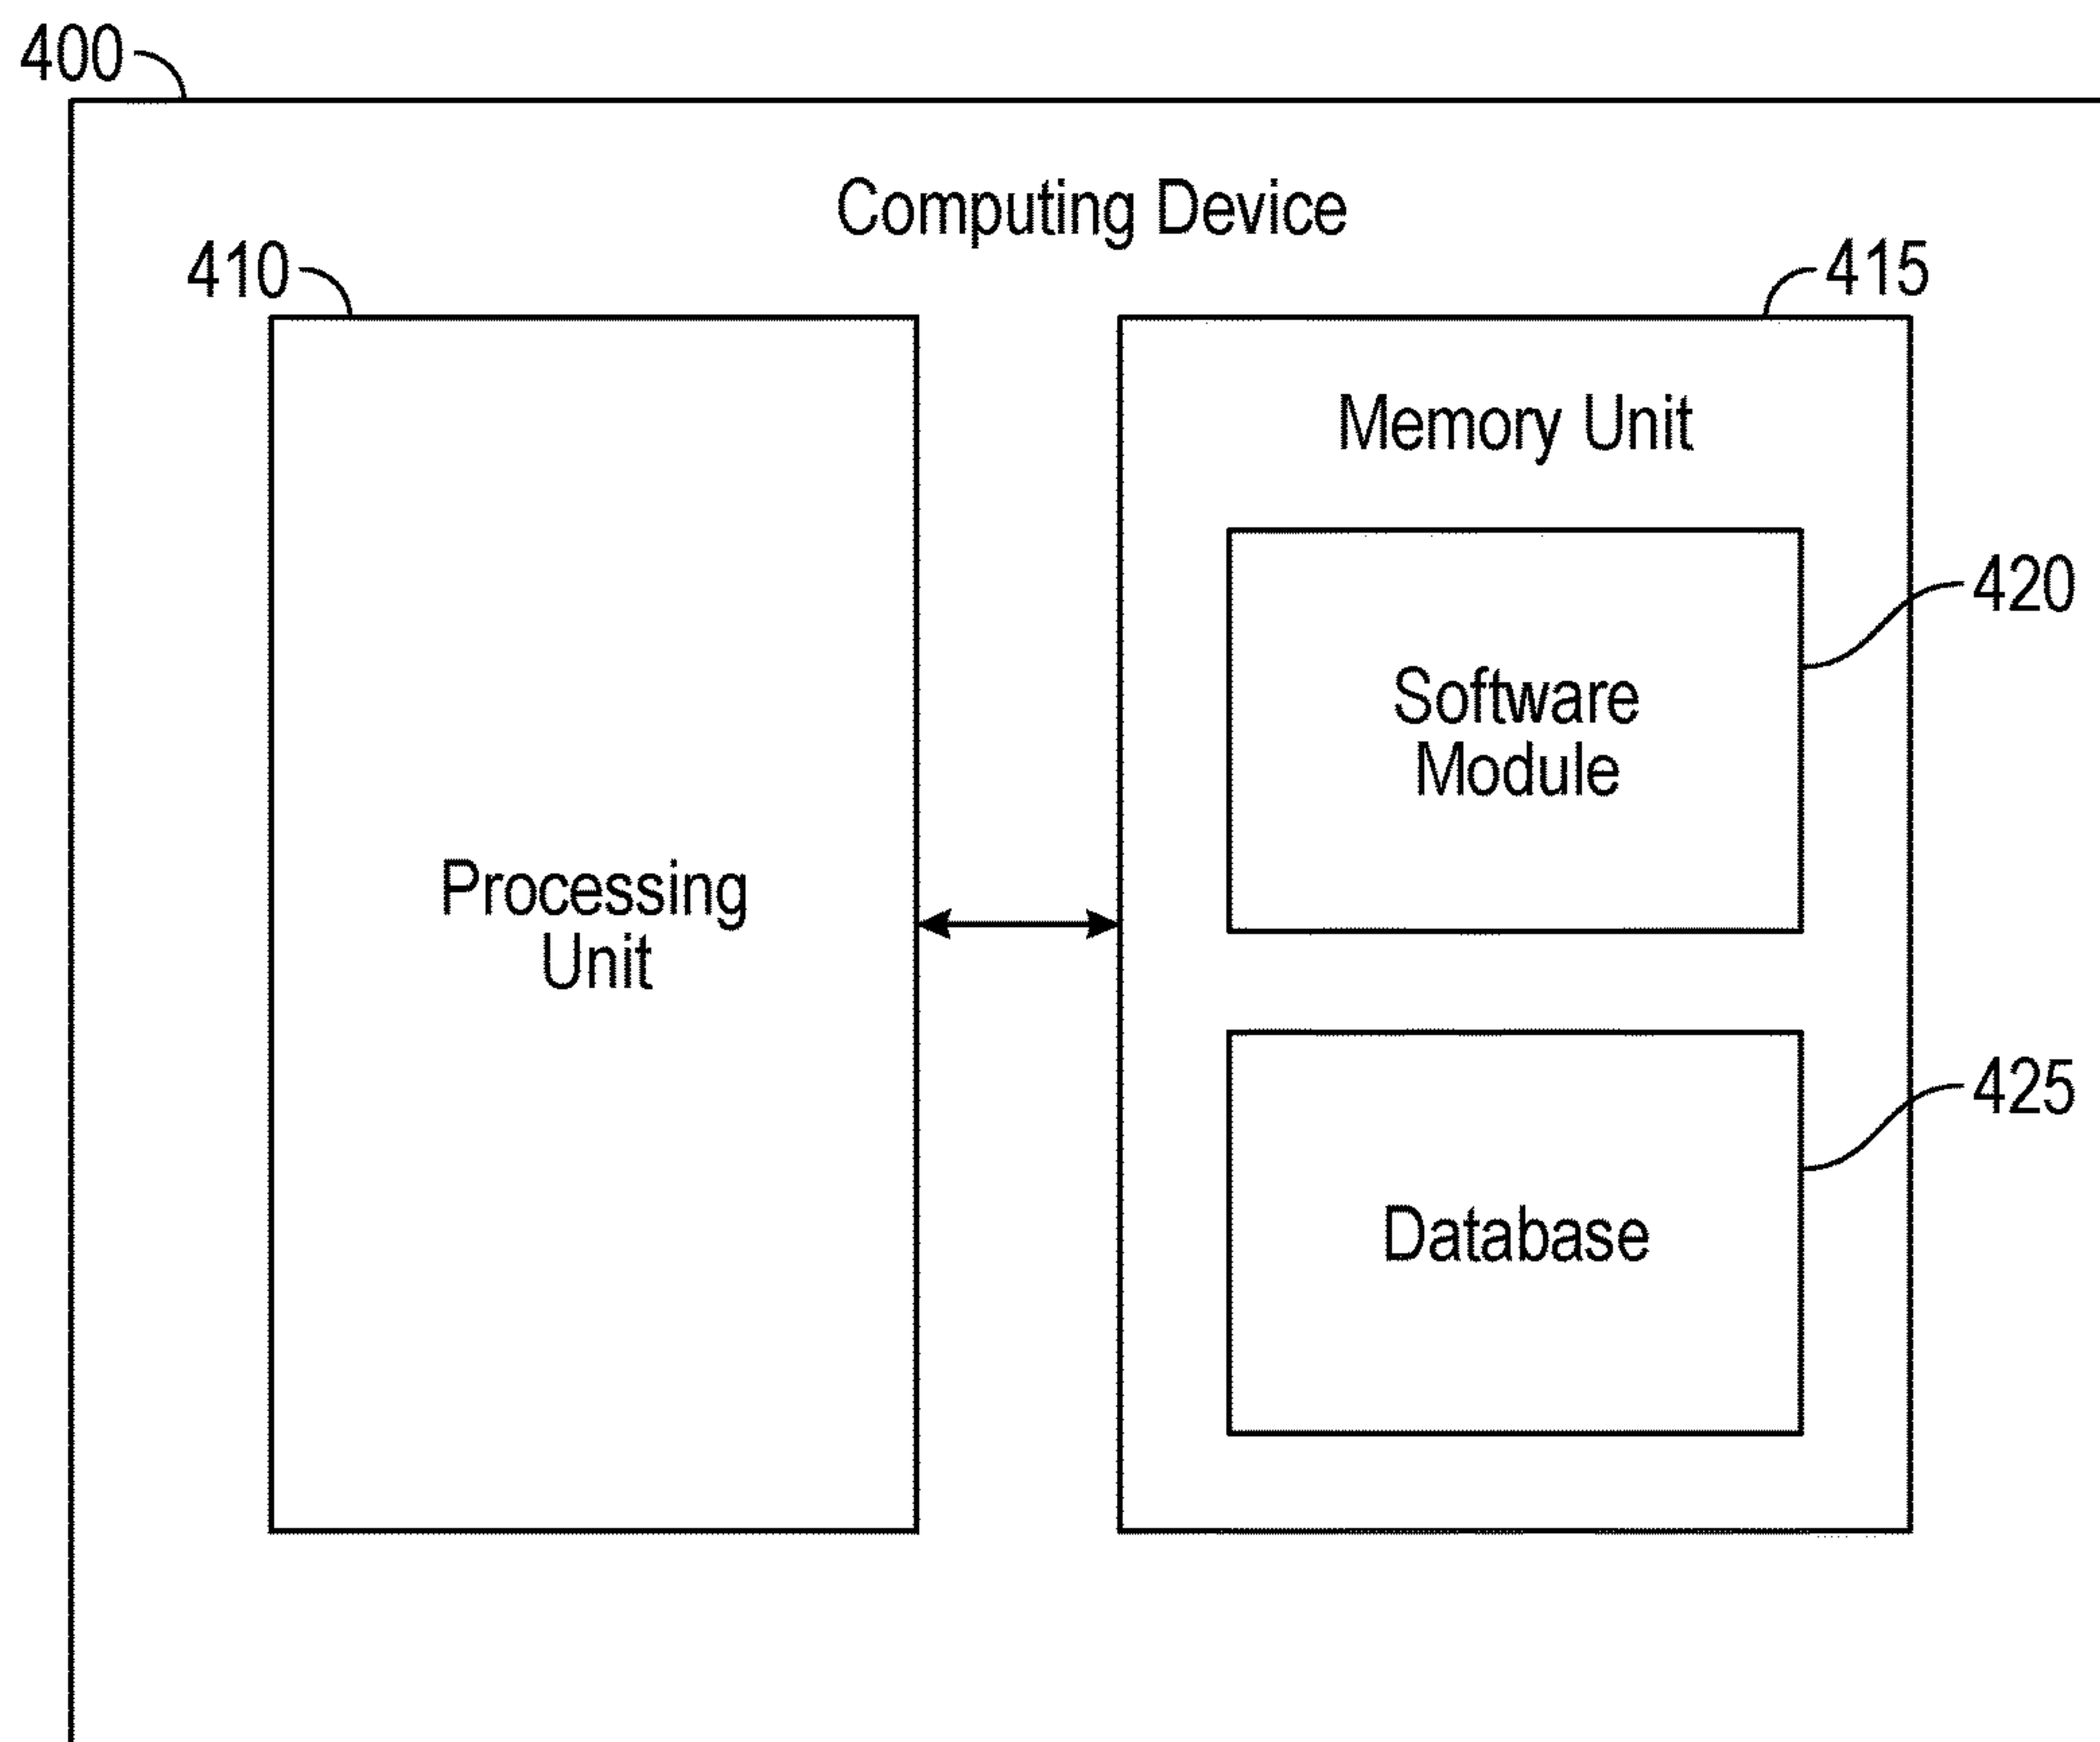 400
Computing Device
410
415
Memory Unit
420
Software
Module
Processing
Unit
425
Database